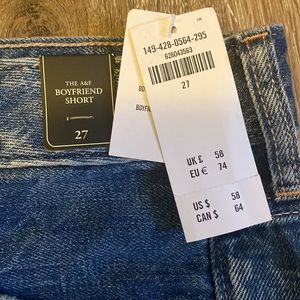 THE A&F
BOYFRIEND
SHORT
27
149-428-0564-295
626043563
27
BO
BOYFR
UK £ 58
EU € 74
US $ 58
CAN $ 64